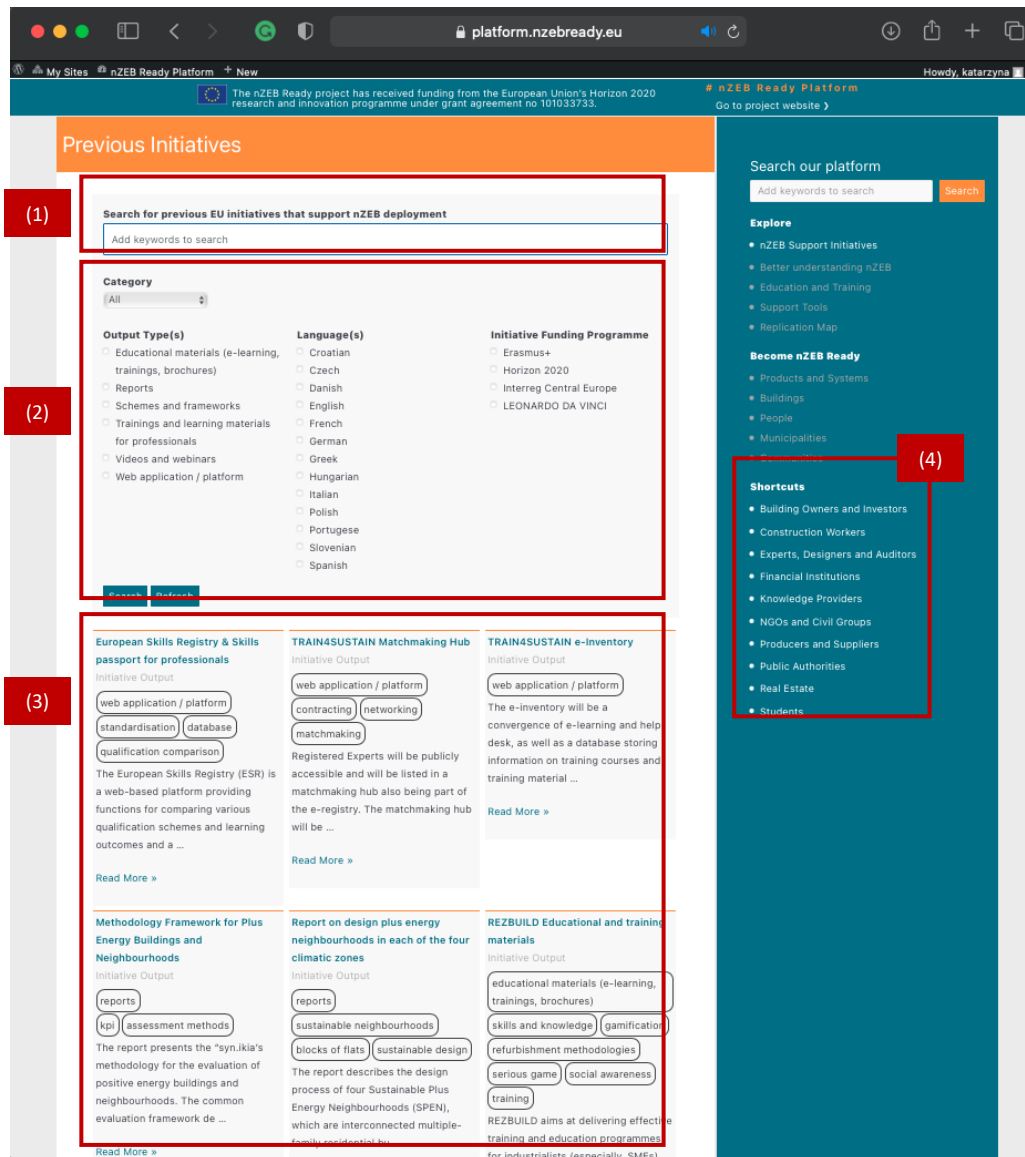 platform.nzebready.eu
My Sites nZEB Ready Platform + New
Howdy, katarzyna
The nZEB Ready project has received funding from the European Union's Horizon 2020
research and innovation programme under grant agreement no 101033733.
# nZEB Ready Platform
Go to project website ❯
Previous Initiatives
(1)
Search for previous EU initiatives that support nZEB deployment
Add keywords to search
(2)
Category
All
Output Type(s)
Educational materials (e-learning,
trainings, brochures)
Reports
Schemes and frameworks
Trainings and learning materials
for professionals
Videos and webinars
Web application / platform
Language(s)
Croatian
Czech
Danish
English
French
German
Greek
Hungarian
Italian
Polish
Portugese
Slovenian
Spanish
Initiative Funding Programme
Erasmus+
Horizon 2020
Interreg Central Europe
LEONARDO DA VINCI
Search Refresh
(3)
European Skills Registry & Skills
passport for professionals
Initiative Output
web application / platform
standardisation database
qualification comparison
The European Skills Registry (ESR) is
a web-based platform providing
functions for comparing various
qualification schemes and learning
outcomes and a ...
Read More »
TRAIN4SUSTAIN Matchmaking Hub
Initiative Output
web application / platform
contracting networking
matchmaking
Registered Experts will be publicly
accessible and will be listed in a
matchmaking hub also being part of
the e-registry. The matchmaking hub
will be ...
Read More »
TRAIN4SUSTAIN e-Inventory
Initiative Output
web application / platform
The e-inventory will be a
convergence of e-learning and help
desk, as well as a database storing
information on training courses and
training material ...
Read More »
Methodology Framework for Plus
Energy Buildings and
Neighbourhoods
Initiative Output
reports
kpi assessment methods
The report presents the "syn.ikia's
methodology for the evaluation of
positive energy buildings and
neighbourhoods. The common
evaluation framework de ...
Read More »
Report on design plus energy
neighbourhoods in each of the four
climatic zones
Initiative Output
reports
sustainable neighbourhoods
blocks of flats sustainable design
The report describes the design
process of four Sustainable Plus
Energy Neighbourhoods (SPEN),
which are interconnected multiple-
family residential bu
REZBUILD Educational and training
materials
Initiative Output
educational materials (e-learning,
trainings, brochures)
skills and knowledge gamification
refurbishment methodologies
serious game social awareness
training
REZBUILD aims at delivering effective
training and education programmes
for industrialists (especially, SMEs)
Search our platform
Add keywords to search Search
Explore
nZEB Support Initiatives
Better understanding nZEB
Education and Training
Support Tools
Replication Map
Become nZEB Ready
Products and Systems
Buildings
People
Municipalities
Communities
(4)
Shortcuts
Building Owners and Investors
Construction Workers
Experts, Designers and Auditors
Financial Institutions
Knowledge Providers
NGOs and Civil Groups
Producers and Suppliers
Public Authorities
Real Estate
Students